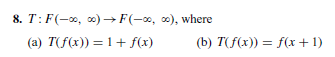 8. T: F(−∞, ∞) → F(−∞, ∞), where
(a) T(f(x)) = 1 + f(x) (b) T(f(x)) = f(x + 1)